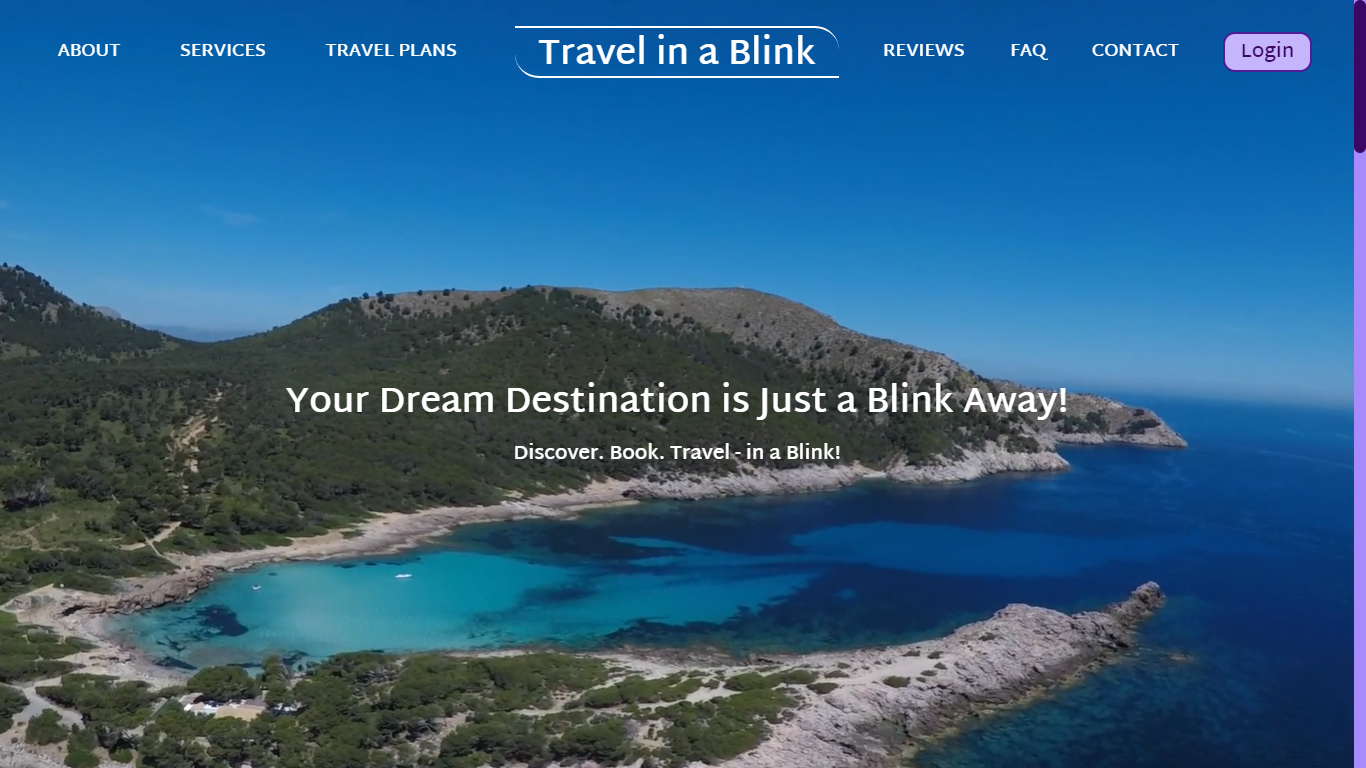 ABOUT
SERVICES
TRAVEL PLANS
Travel in a Blink
REVIEWS
FAQ
CONTACT
Login
Your Dream Destination is Just a Blink Away!
Discover. Book. Travel - in a Blink!